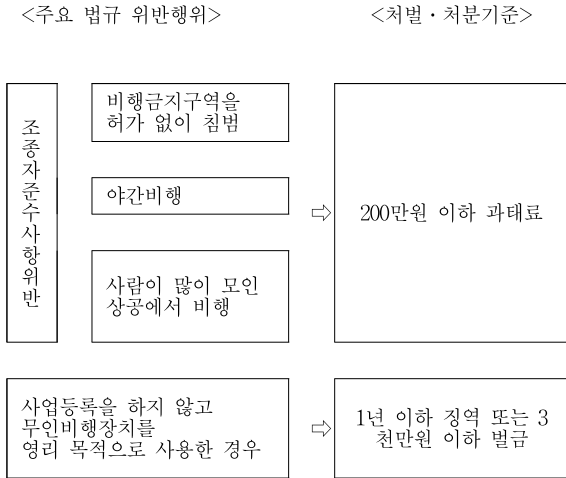 <주요 법규 위반행위>
<처벌·처분기준>
조종자준수사항위반
비행금지구역을
허가 없이 침범
야간비행
사람이 많이 모인
상공에서 비행
⇨
200만원 이하 과태료
사업등록을 하지 않고
무인비행장치를
영리 목적으로 사용한 경우
⇨
1년 이하 징역 또는 3
천만원 이하 벌금